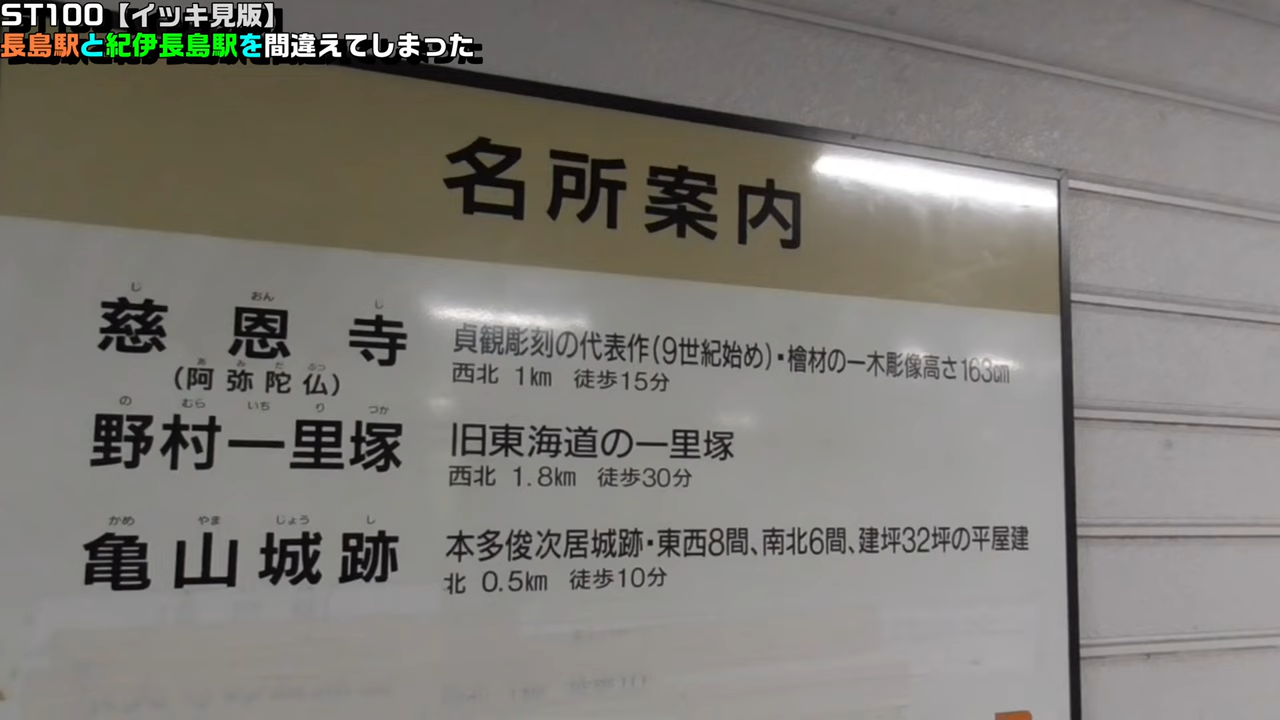 ST100【イッキ見版】
長島駅と紀伊長島駅を間違えてしまった
名所案内
じ おん じ
慈恩寺 貞観彫刻の代表作(9世紀始め)・檜材の一木彫像高さ163cm
あ み だ ぶつ
(阿弥陀仏) 西北 1km 徒歩15分
の むら いち り つか
野村一里塚 旧東海道の一里塚
西北 1.8km 徒歩30分
かめ やま じょう し
亀山城跡 本多俊次居城跡・東西8間、南北6間、建坪32坪の平屋建
北 0.5km 徒歩10分